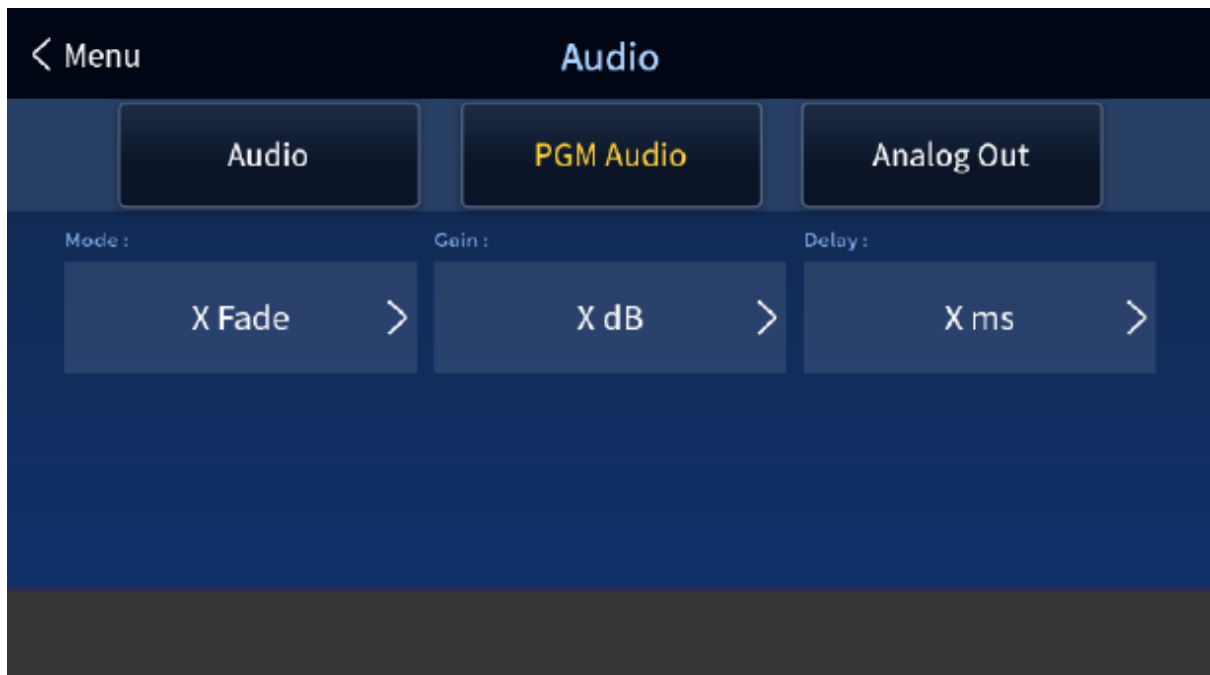 < Menu
Audio
Audio
PGM Audio
Analog Out
Mode :
Gain :
Delay :
X Fade
X dB
X ms